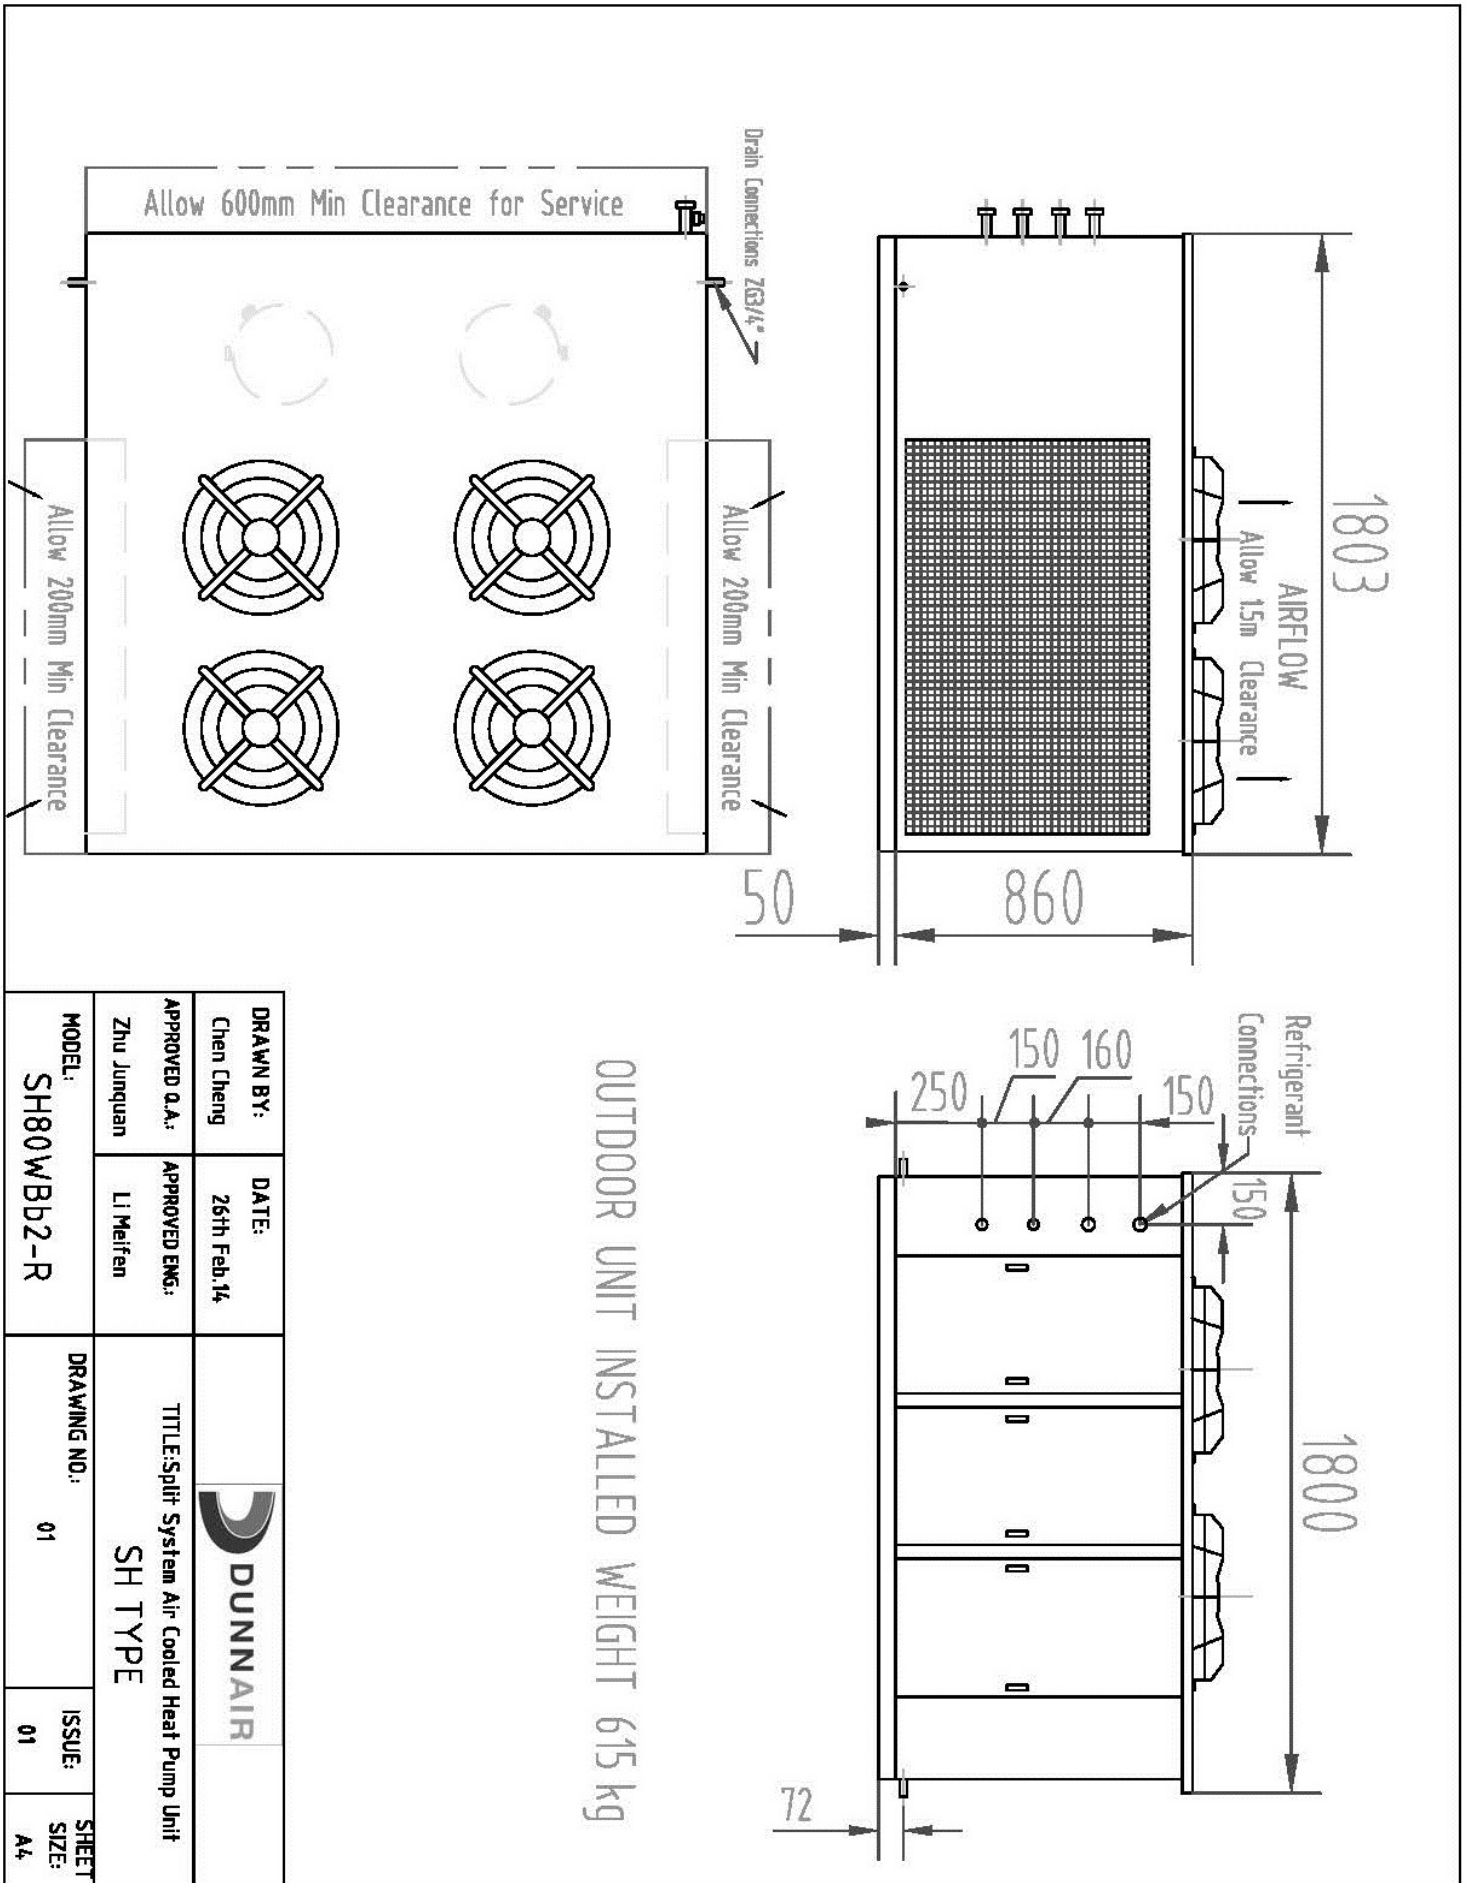 1803
AIRFLOW
Allow 1.5m Clearance
860
50
Drain Connections ZG3/4"
Allow 600mm Min Clearance for Service
Allow 200mm Min Clearance
Allow 200mm Min Clearance
Refrigerant
Connections
1800
150
150
160
150
250
72
OUTDOOR UNIT INSTALLED WEIGHT 615 kg
DRAWN BY:
Chen Cheng
DATE:
26th Feb.14
DUNNAIR
APPROVED Q.A.:
Zhu Junquan
APPROVED ENG.:
Li Meifen
TITLE:Split System Air Cooled Heat Pump Unit
SH TYPE
MODEL:
SH80WBb2-R
DRAWING NO.:
01
ISSUE:
01
SHEET
SIZE:
A4